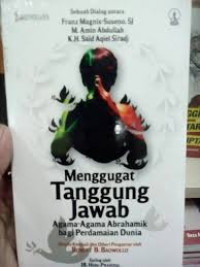 Sebuah Dialog antara
Franz Magnis-Suseno, SJ
M. Amin Abdullah
K.H. Said Aqiel Siradj
Menggugat
Tanggung
Jawab
Agama-Agama Abrahamik
bagi Perdamaian Dunia
oleh